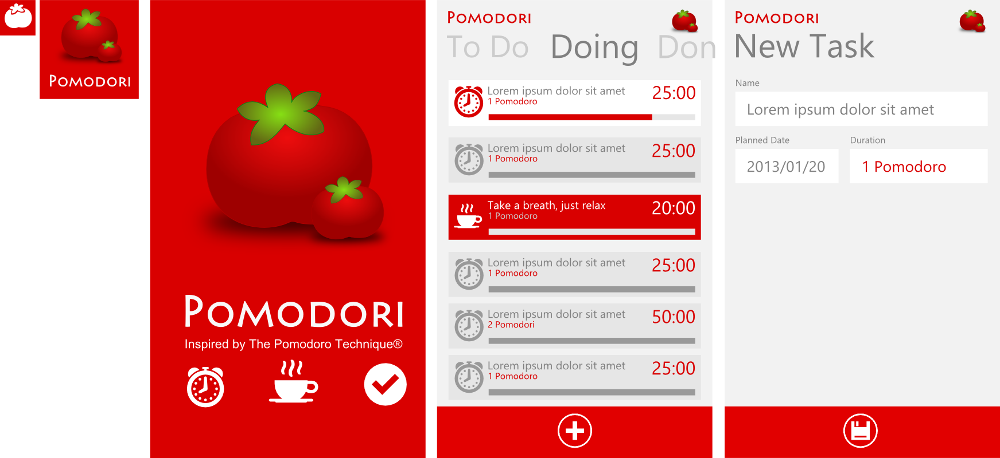 POMODORI
POMODORI
Inspired by The Pomodoro Technique®
POMODORI
To Do Doing Don
Lorem ipsum dolor sit amet 25:00
1 Pomodoro
Lorem ipsum dolor sit amet 25:00
1 Pomodoro
Take a breath, just relax 20:00
1 Pomodoro
Lorem ipsum dolor sit amet 25:00
1 Pomodoro
Lorem ipsum dolor sit amet 50:00
2 Pomodori
Lorem ipsum dolor sit amet 25:00
1 Pomodoro
POMODORI
New Task
Name
Lorem ipsum dolor sit amet
Planned Date Duration
2013/01/20 1 Pomodoro